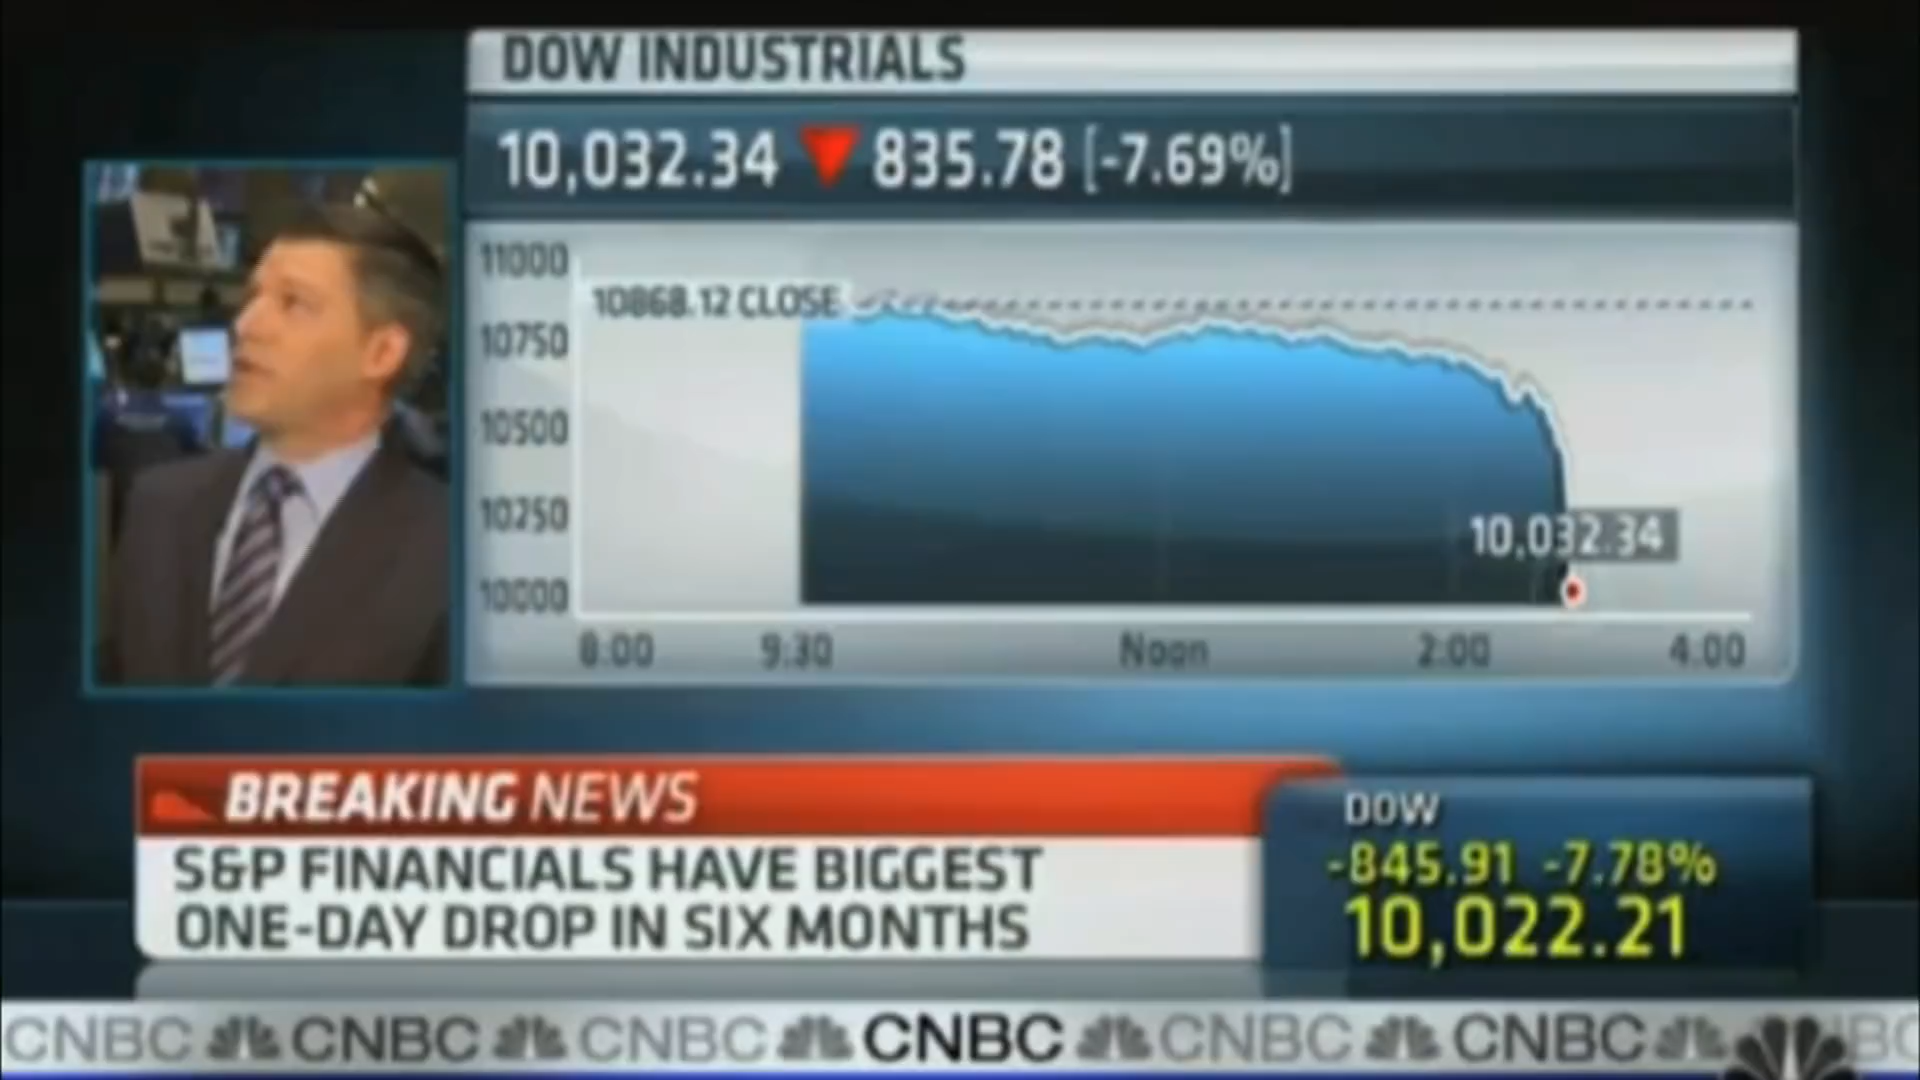 DOW INDUSTRIALS
10,032.34 ▼ 835.78 [-7.69%]
11000
10868.12 CLOSE
10750
10500
10250
10,032.34
10000
8:00 9:30 Noon 2:00 4:00
BREAKING NEWS
S&P FINANCIALS HAVE BIGGEST
ONE-DAY DROP IN SIX MONTHS
DOW
-845.91 -7.78%
10,022.21
CNBC CNBC CNBC CNBC CNBC CNBC BC